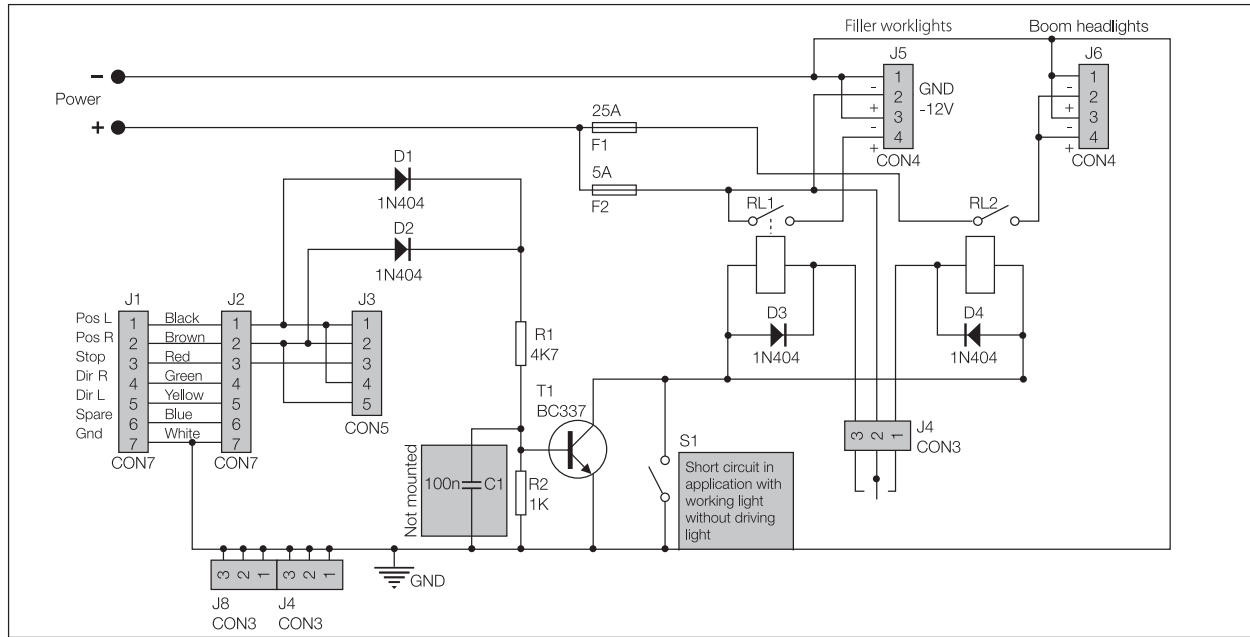 Filler worklights
Boom headlights
J5
J6
−
Power
+
1
2
3
4
-
+
-
+
GND
-12V
CON4
1
2
3
4
-
+
-
+
CON4
25A
F1
5A
F2
D1
1N404
D2
1N404
RL1
RL2
D3
1N404
D4
1N404
J1
J2
J3
Pos L 1 Black 1 1
Pos R 2 Brown 2 2
Stop 3 Red 3 3
Dir R 4 Green 4 4
Dir L 5 Yellow 5 5
Spare 6 Blue 6
Gnd 7 White 7
CON7
CON7
CON5
R1
4K7
T1
BC337
Not mounted
100n
C1
R2
1K
S1
Short circuit in
application with
working light
without driving
light
3 2 1
J4
CON3
3 2 1
3 2 1
GND
J8
CON3
J4
CON3